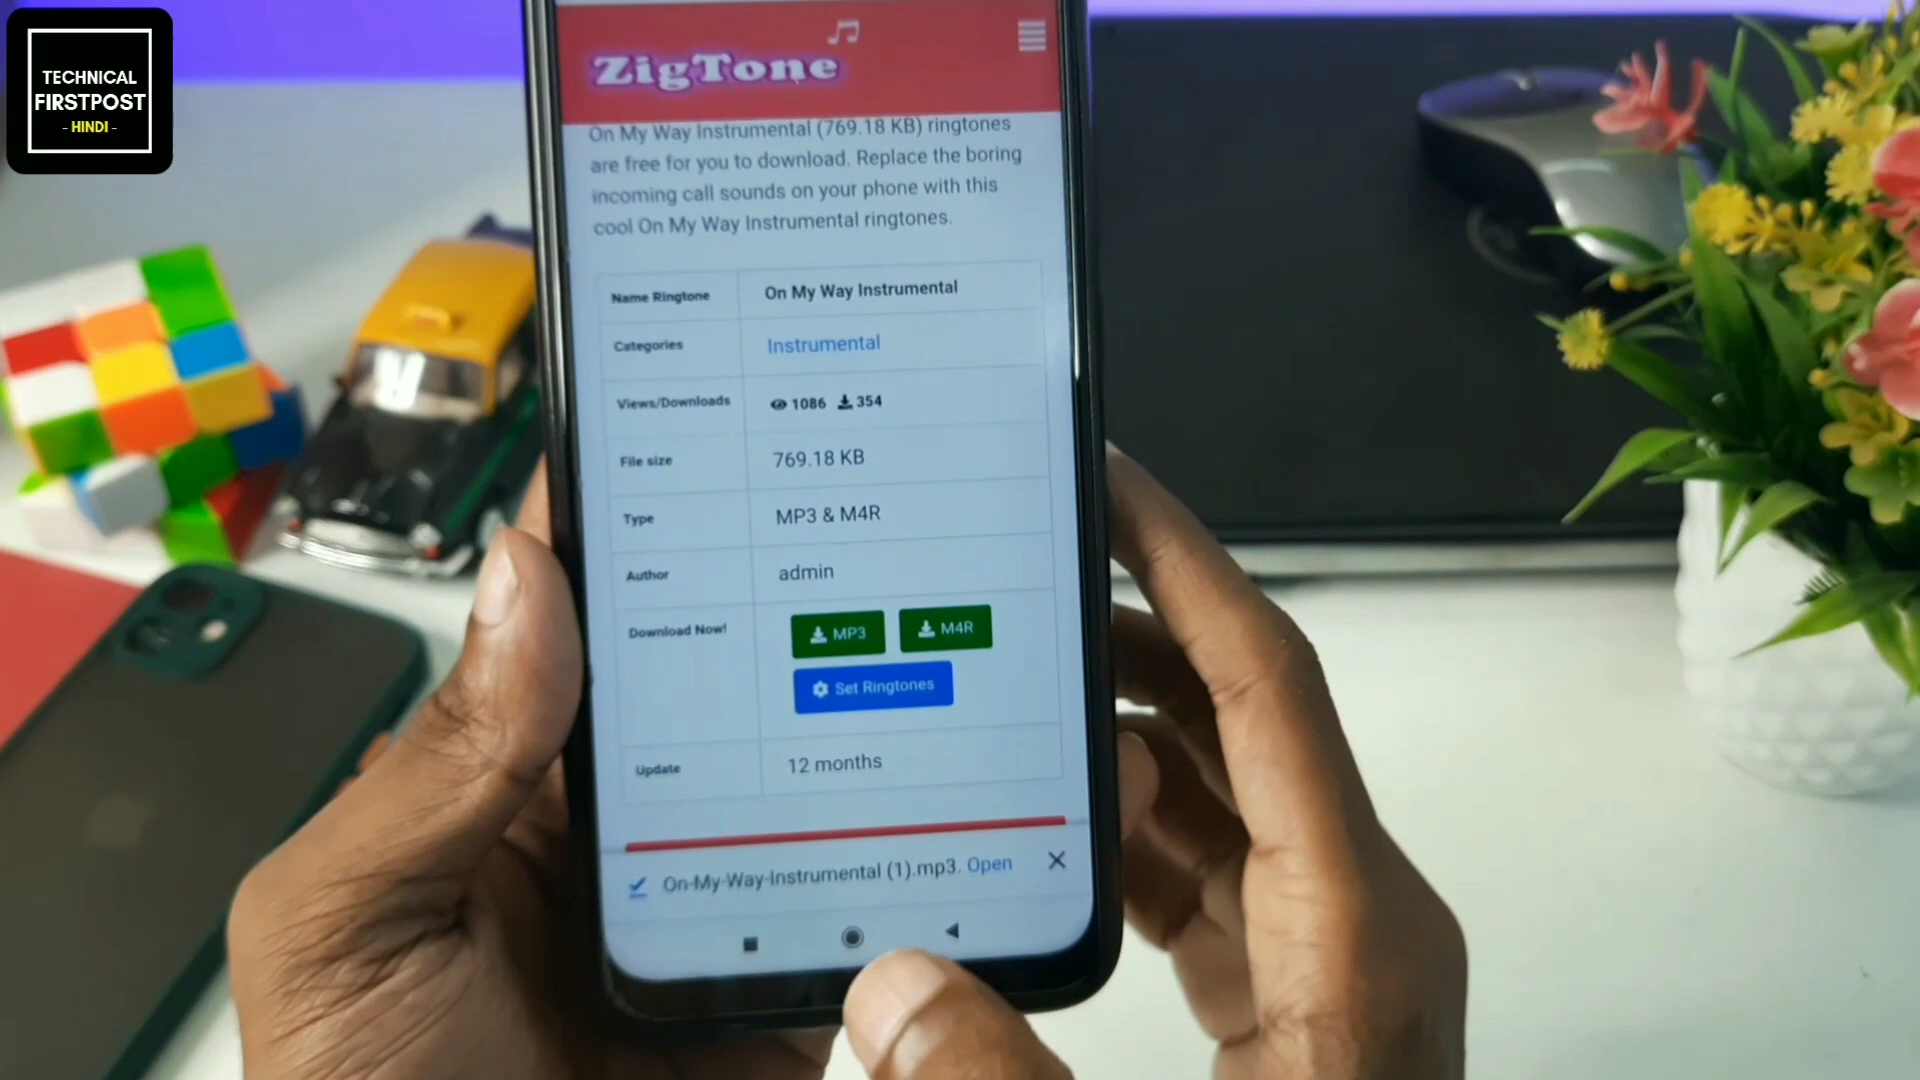 TECHNICAL
FIRSTPOST
- HINDI -
ZigTone
On My Way Instrumental (769.18 KB) ringtones
are free for you to download. Replace the boring
incoming call sounds on your phone with this
cool On My Way Instrumental ringtones.
Name Ringtone On My Way Instrumental
Categories Instrumental
Views/Downloads 1086 354
File size 769.18 KB
Type MP3 & M4R
Author admin
Download Now! MP3 M4R
Set Ringtones
Update 12 months
On-My-Way-Instrumental (1).mp3. Open